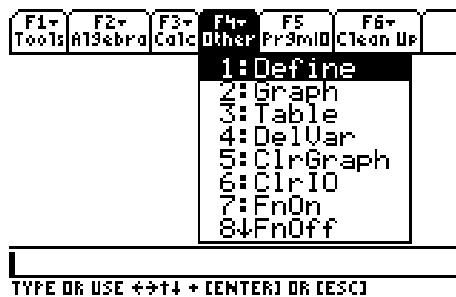 F1▾ F2▾ F3▾ F4▾ F5 F6▾
Tools Algebra Calc Other PrgmIO Clean Up
1:Define
2:Graph
3:Table
4:DelVar
5:ClrGraph
6:ClrIO
7:FnOn
8↓FnOff
TYPE OR USE ←→↑↓ + [ENTER] OR [ESC]